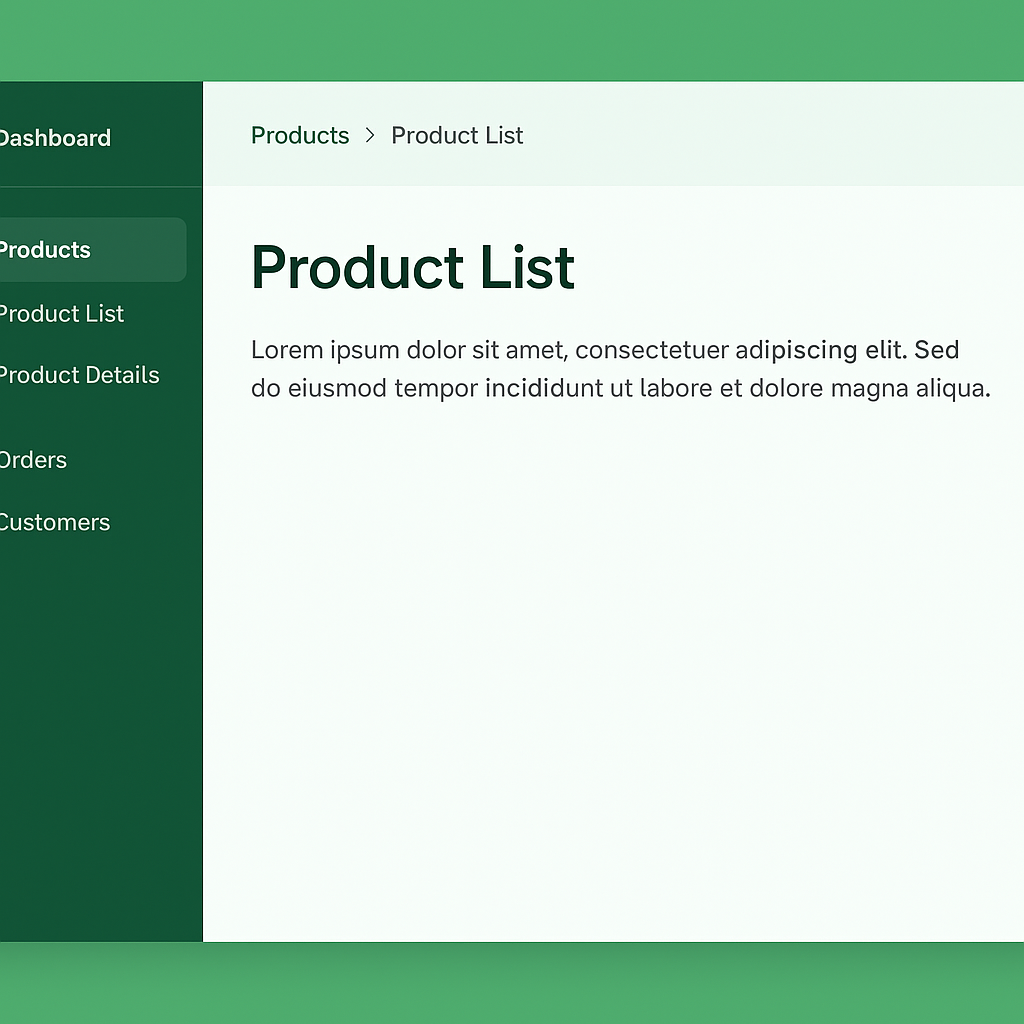 Dashboard
Products
Product List
Product Details
Orders
Customers
Products > Product List
Product List
Lorem ipsum dolor sit amet, consectetuer adipiscing elit. Sed
do eiusmod tempor incididunt ut labore et dolore magna aliqua.